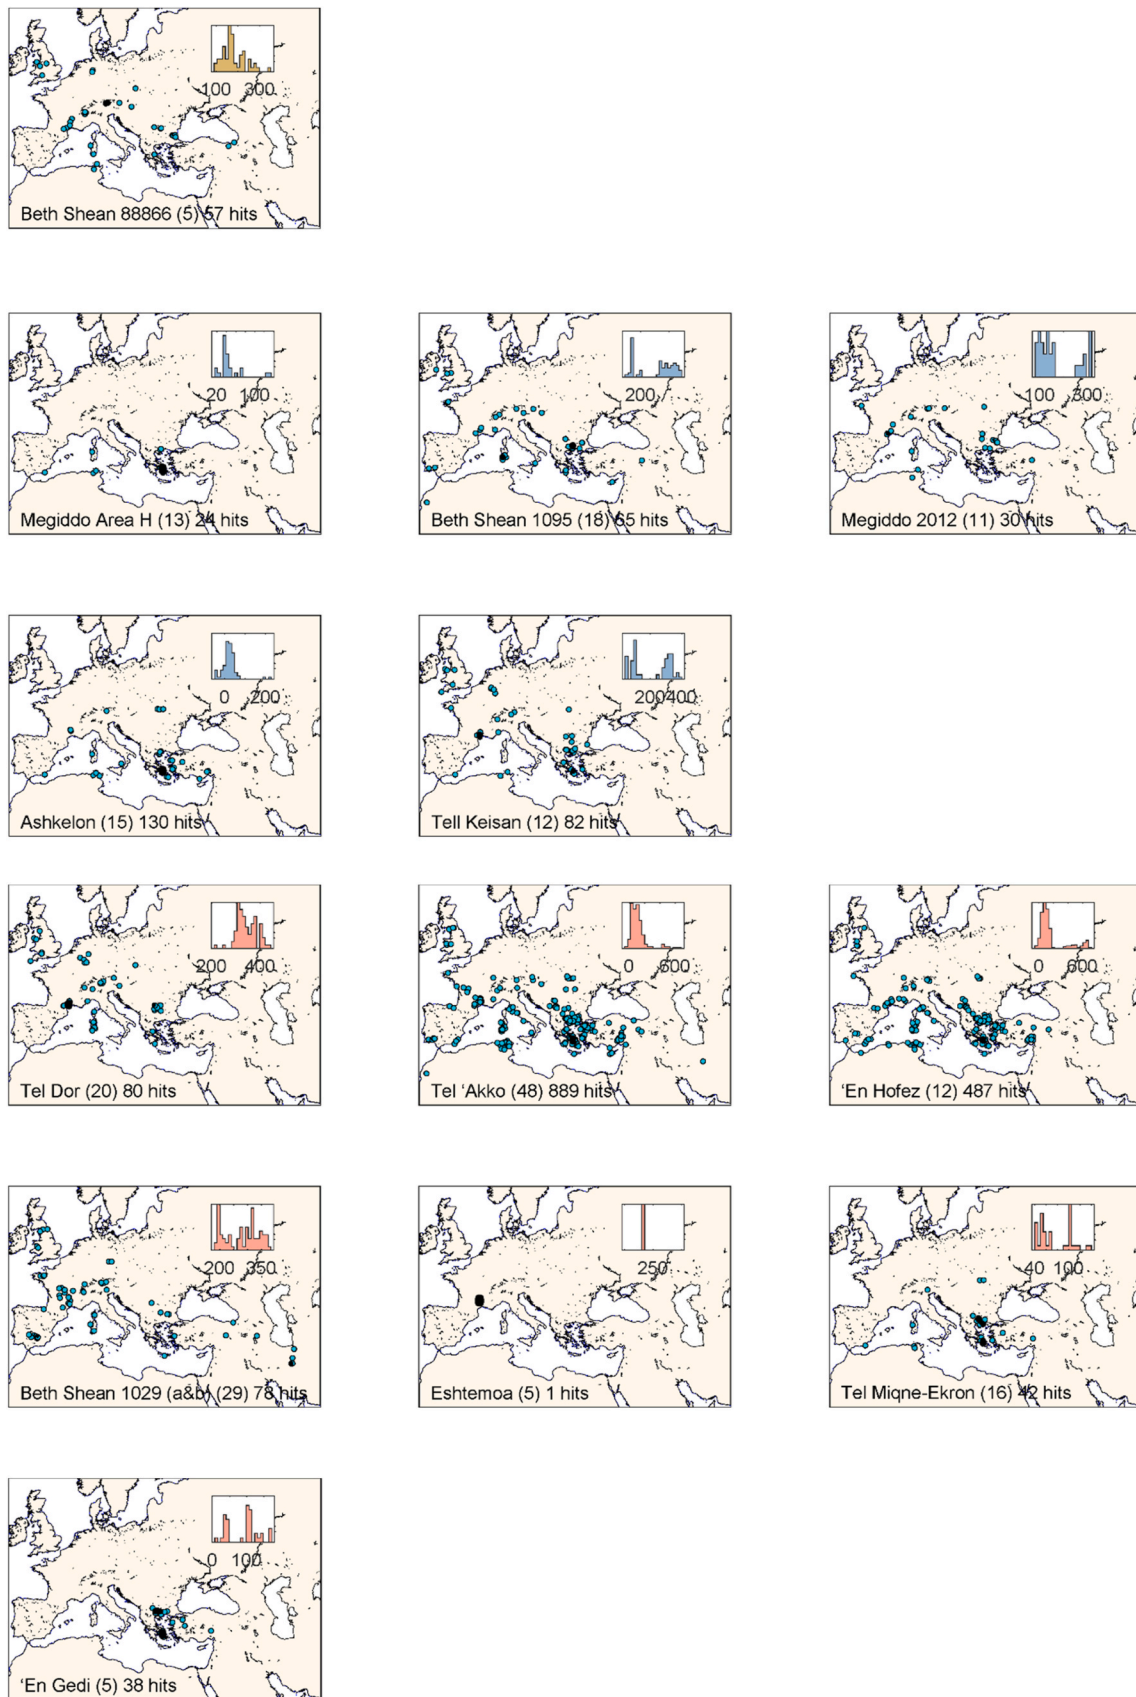 100 300
Beth Shean 88866 (5) 57 hits
20 100
Megiddo Area H (13) 24 hits
200
Beth Shean 1095 (18) 65 hits
100 300
Megiddo 2012 (11) 30 hits
0 200
Ashkelon (15) 130 hits
200 400
Tell Keisan (12) 82 hits
200 400
Tel Dor (20) 80 hits
0 500
Tel ‘Akko (48) 889 hits
0 600
‘En Hofez (12) 487 hits
200 350
Beth Shean 1029 (a&b) (29) 78 hits
250
Eshtemoa (5) 1 hits
40 100
Tel Miqne-Ekron (16) 42 hits
0 100
‘En Gedi (5) 38 hits